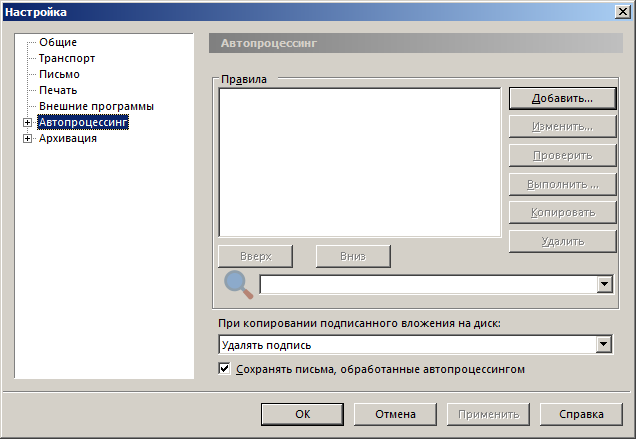 Настройка
Общие
Транспорт
Письмо
Печать
Внешние программы
Автопроцессинг
Архивация
Автопроцессинг
Правила
Добавить...
Изменить...
Проверить
Выполнить ...
Копировать
Удалить
Вверх
Вниз
При копировании подписанного вложения на диск:
Удалять подпись
Сохранять письма, обработанные автопроцессингом
OK
Отмена
Применить
Справка